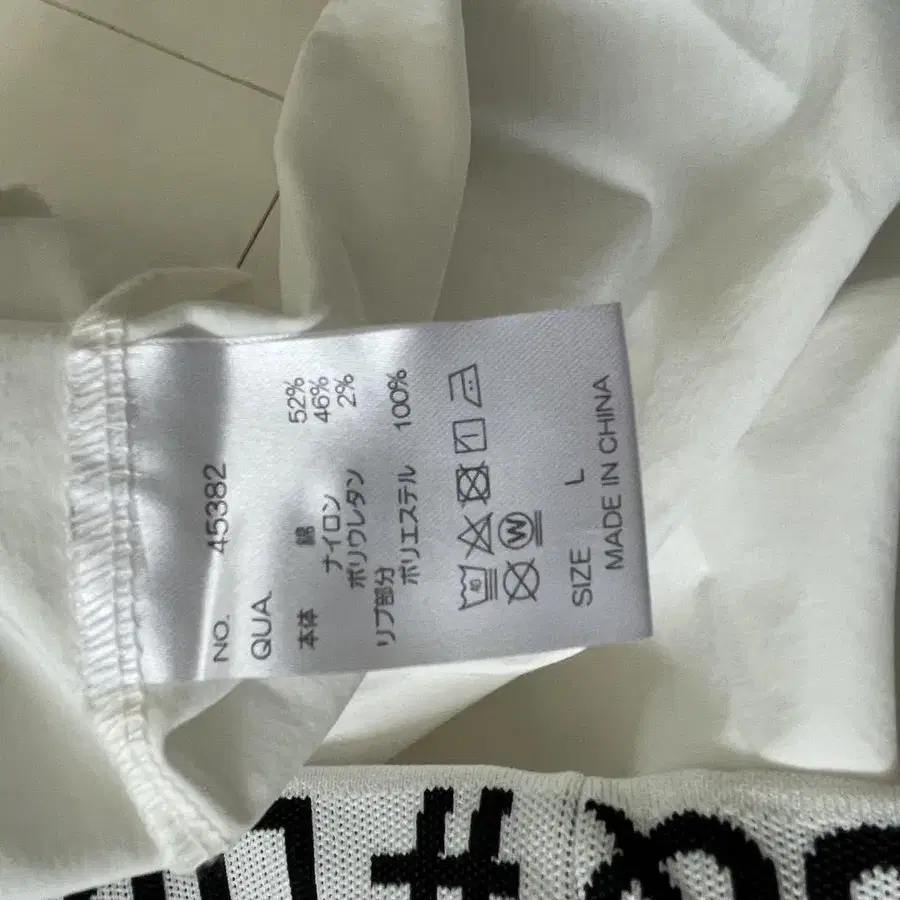 NO. 45382
QUA.
本体 綿 52%
ナイロン 46%
ポリウレタン 2%
リブ部分
ポリエステル 100%
40
W
SIZE L
MADE IN CHINA
#